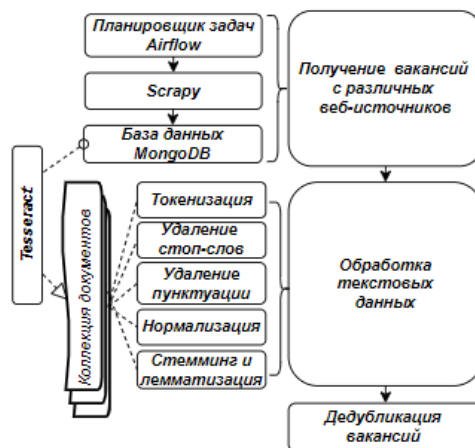 Планировщик задач
Airflow
Scrapy
База данных
MongoDB
Получение вакансий
с различных
веб-источников
Tesseract
Коллекция документов
Токенизация
Удаление
стоп-слов
Удаление
пунктуации
Нормализация
Стемминг и
лемматизация
Обработка
текстовых
данных
Дедубликация
вакансий